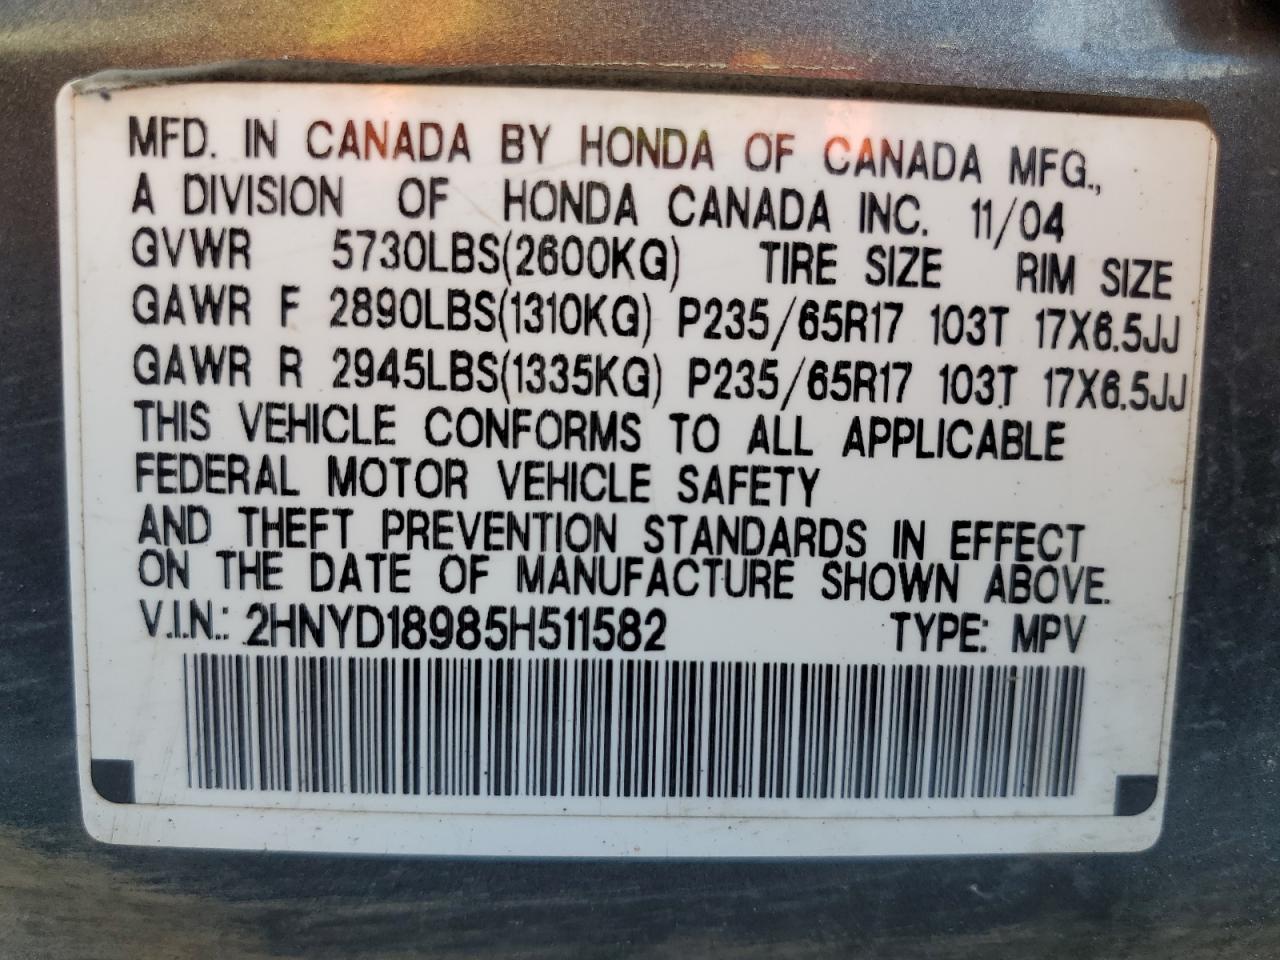 MFD. IN CANADA BY HONDA OF CANADA MFG.,
A DIVISION OF HONDA CANADA INC. 11/04
GVWR 5730LBS(2600KG) TIRE SIZE RIM SIZE
GAWR F 2890LBS(1310KG) P235/65R17 103T 17X6.5JJ
GAWR R 2945LBS(1335KG) P235/65R17 103T 17X6.5JJ
THIS VEHICLE CONFORMS TO ALL APPLICABLE
FEDERAL MOTOR VEHICLE SAFETY
AND THEFT PREVENTION STANDARDS IN EFFECT
ON THE DATE OF MANUFACTURE SHOWN ABOVE.
V.I.N.: 2HNYD18985H511582 TYPE: MPV